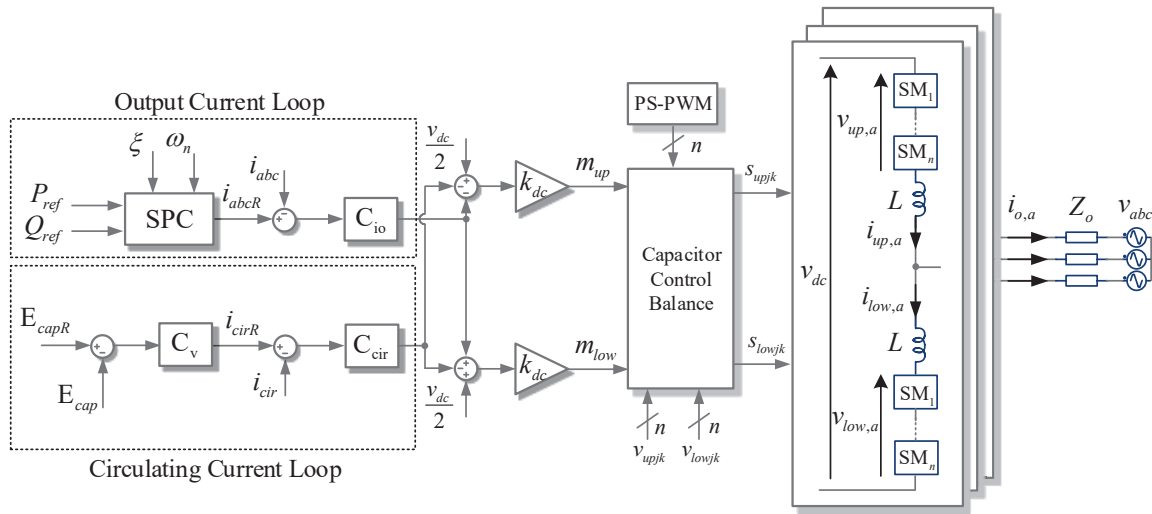 Output Current Loop
ξ
ω_n
P_ref
Q_ref
SPC
i_abcR
i_abc
C_io
v_dc/2
k_dc
m_up
PS-PWM
n
Capacitor
Control
Balance
s_upjk
s_lowjk
E_capR
E_cap
C_v
i_cirR
i_cir
C_cir
v_dc/2
k_dc
m_low
n
n
v_upjk
v_lowjk
Circulating Current Loop
v_dc
v_up,a
SM_1
SM_n
L
i_up,a
i_low,a
L
v_low,a
SM_1
SM_n
i_o,a
Z_o
v_abc